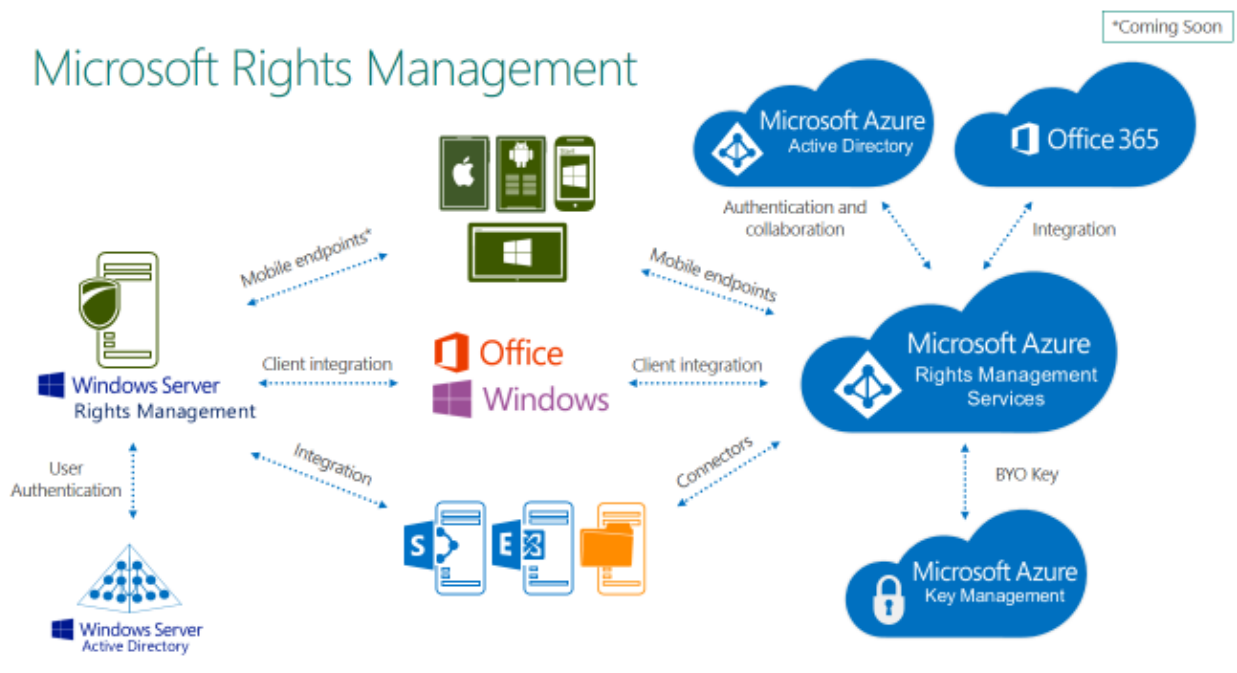 *Coming Soon
Microsoft Rights Management
Microsoft Azure
Active Directory
Office 365
Authentication and
collaboration
Integration
Start
Mobile endpoints*
Mobile endpoints
Windows Server
Rights Management
Client integration
Office
Windows
Client integration
Microsoft Azure
Rights Management
Services
User
Authentication
Integration
Connectors
BYO Key
S
E
Microsoft Azure
Key Management
Windows Server
Active Directory